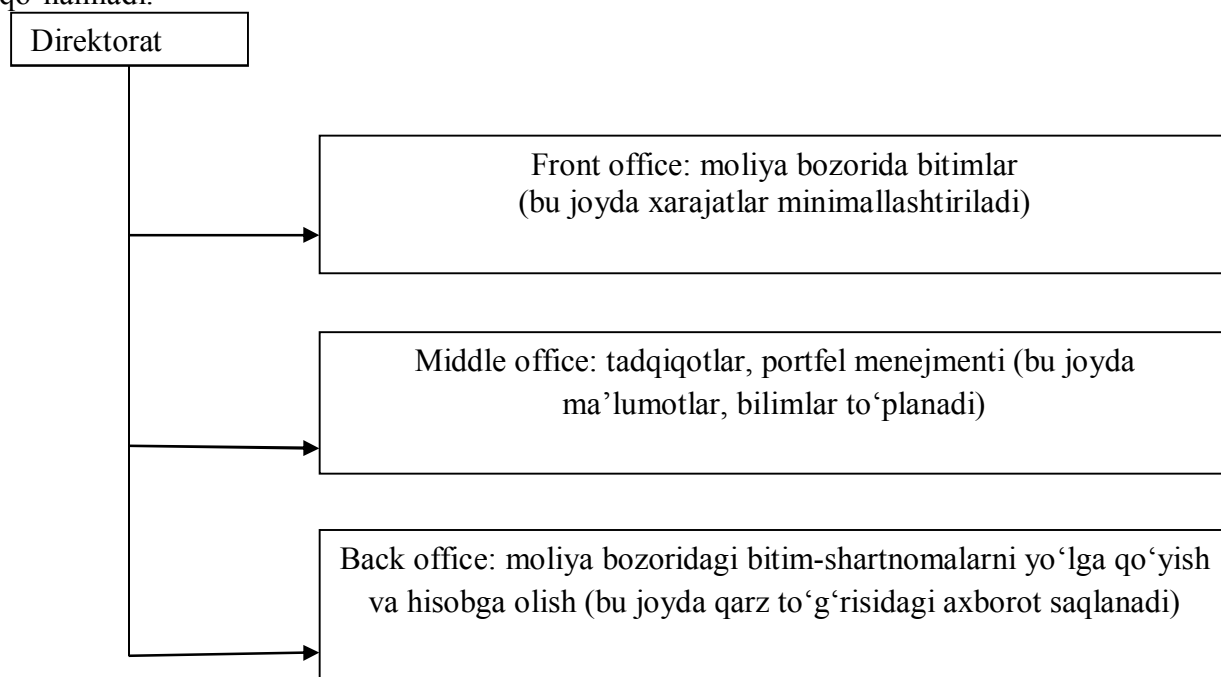 Direktorat
Front office: moliya bozorida bitimlar
(bu joyda xarajatlar minimallashtiriladi)
Middle office: tadqiqotlar, portfel menejmenti (bu joyda
ma’lumotlar, bilimlar to‘planadi)
Back office: moliya bozoridagi bitim-shartnomalarni yo‘lga qo‘yish
va hisobga olish (bu joyda qarz to‘g‘risidagi axborot saqlanadi)